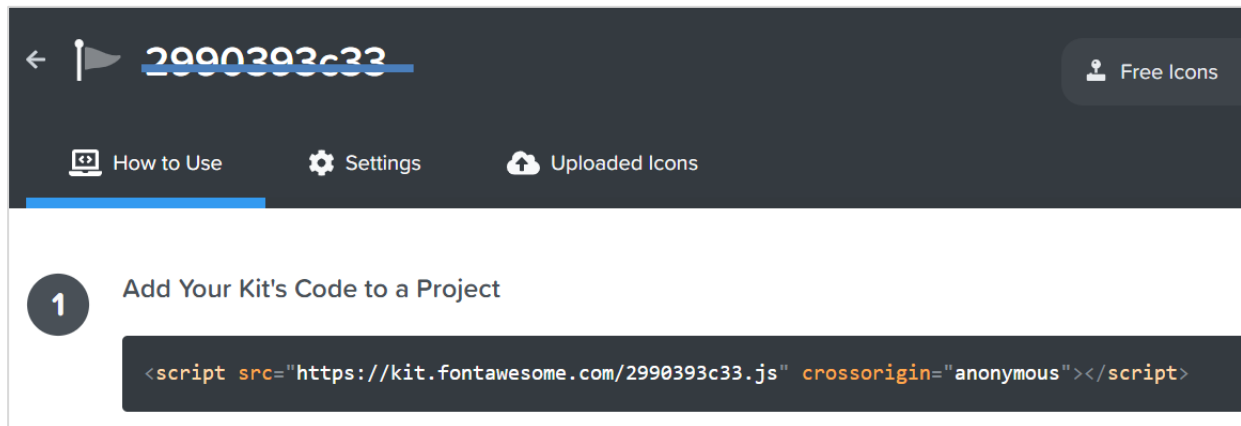 2990393c33
Free Icons
How to Use
Settings
Uploaded Icons
1
Add Your Kit's Code to a Project
<script src="https://kit.fontawesome.com/2990393c33.js" crossorigin="anonymous"></script>